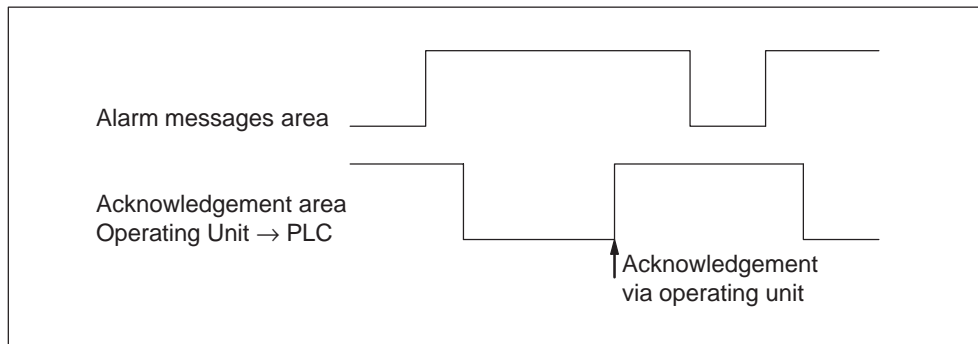 Alarm messages area
Acknowledgement area
Operating Unit → PLC
Acknowledgement
via operating unit